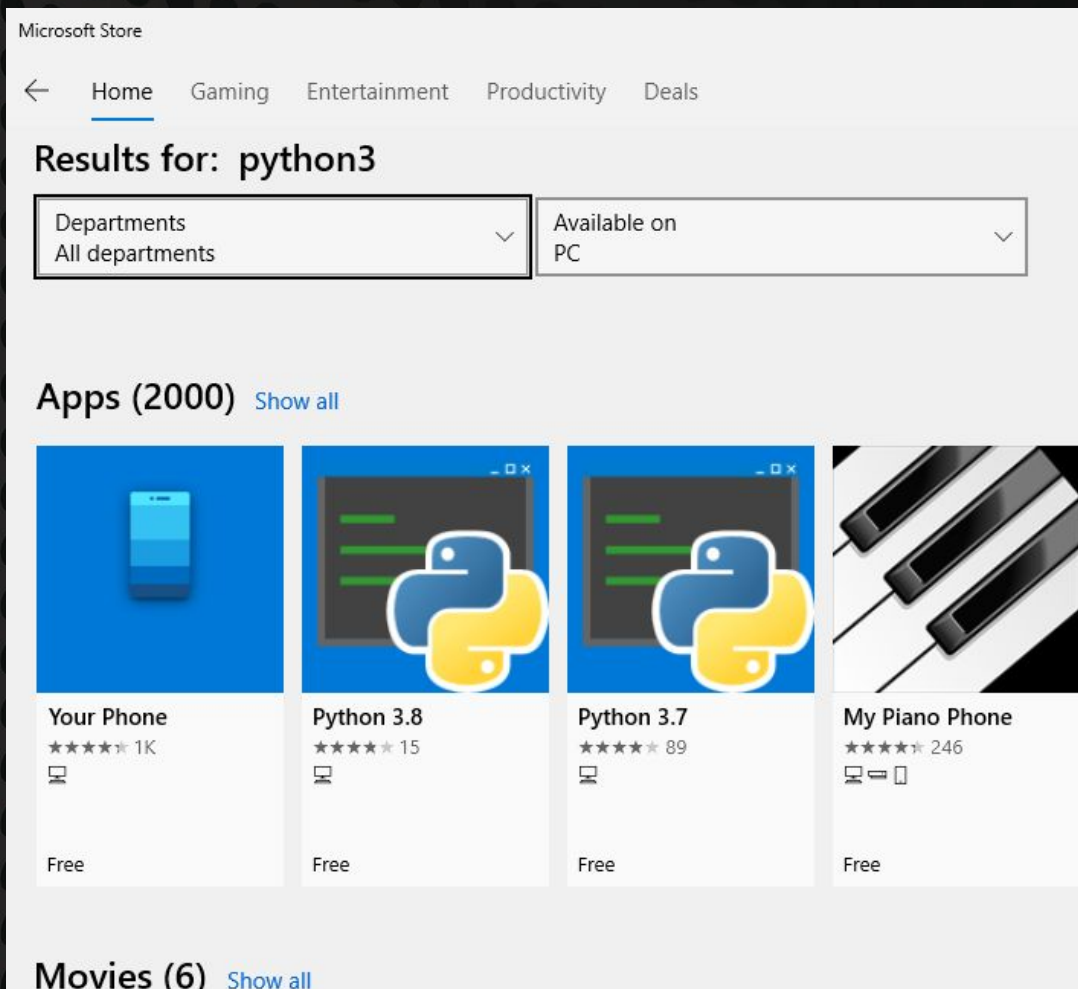 Microsoft Store
Home Gaming Entertainment Productivity Deals
Results for: python3
Departments
All departments
Available on
PC
Apps (2000) Show all
Your Phone
1K
Free
Python 3.8
15
Free
Python 3.7
89
Free
My Piano Phone
246
Free
Movies (6) Show all